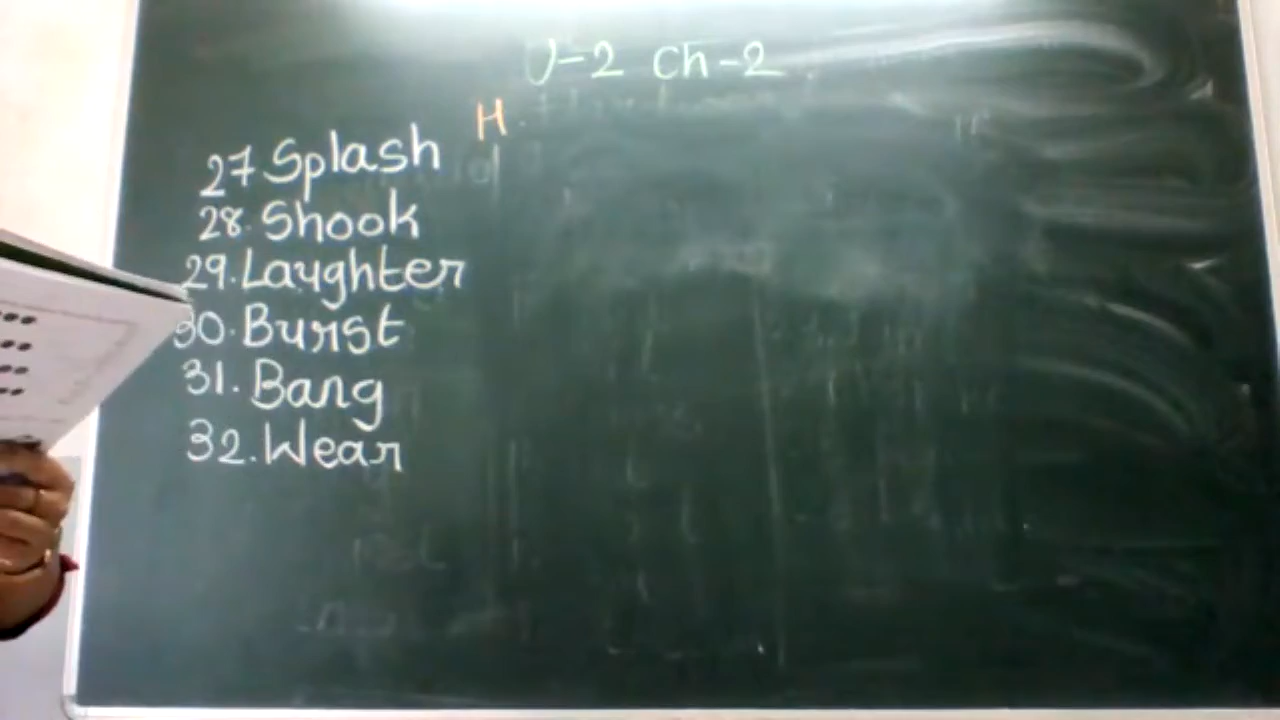 U-2 Ch-2
H.
27 Splash
28. Shook
29. Laughter
30. Burst
31. Bang
32. Wear